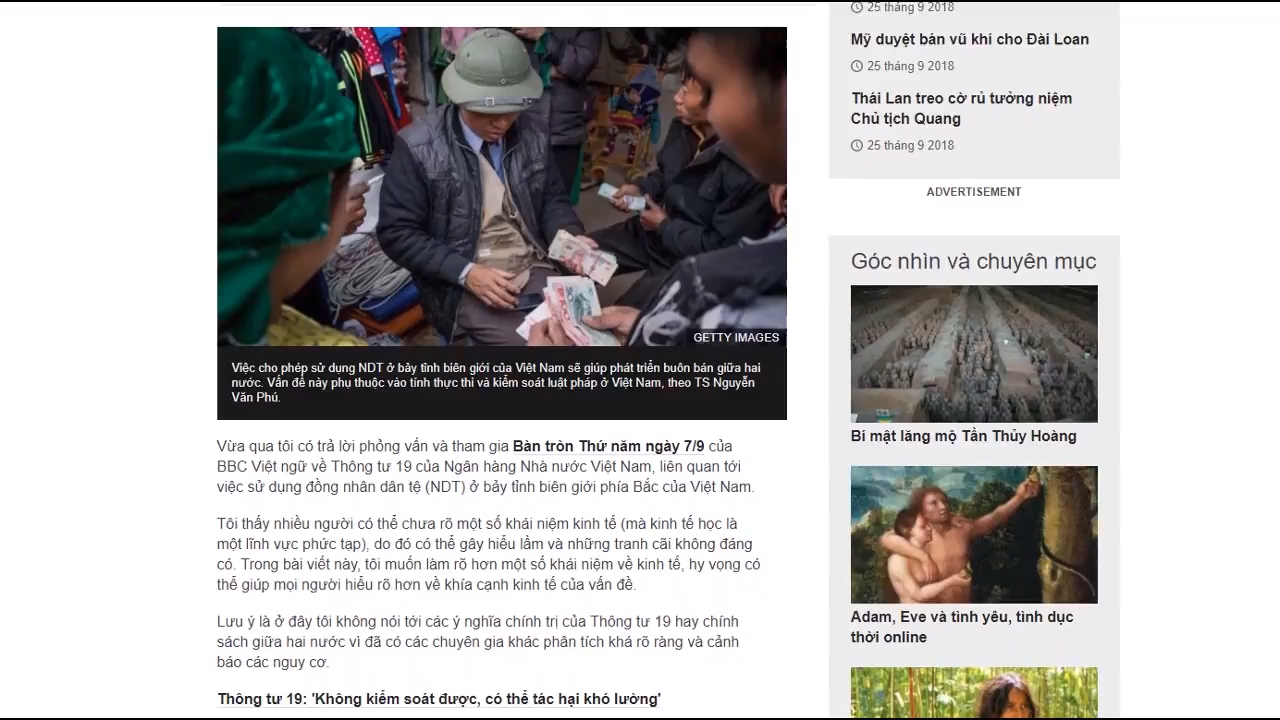 GETTY IMAGES
Việc cho phép sử dụng NDT ở bảy tỉnh biên giới của Việt Nam sẽ giúp phát triển buôn bán giữa hai
nước. Vấn đề này phụ thuộc vào tính thực thi và kiểm soát luật pháp ở Việt Nam, theo TS Nguyễn
Văn Phú.
Vừa qua tôi có trả lời phỏng vấn và tham gia Bàn tròn Thứ năm ngày 7/9 của
BBC Việt ngữ về Thông tư 19 của Ngân hàng Nhà nước Việt Nam, liên quan tới
việc sử dụng đồng nhân dân tệ (NDT) ở bảy tỉnh biên giới phía Bắc của Việt Nam.
Tôi thấy nhiều người có thể chưa rõ một số khái niệm kinh tế (mà kinh tế học là
một lĩnh vực phức tạp), do đó có thể gây hiểu lầm và những tranh cãi không đáng
có. Trong bài viết này, tôi muốn làm rõ hơn một số khái niệm về kinh tế, hy vọng có
thể giúp mọi người hiểu rõ hơn về khía cạnh kinh tế của vấn đề.
Lưu ý là ở đây tôi không nói tới các ý nghĩa chính trị của Thông tư 19 hay chính
sách giữa hai nước vì đã có các chuyên gia khác phân tích khá rõ ràng và cảnh
báo các nguy cơ.
Thông tư 19: 'Không kiểm soát được, có thể tác hại khó lường'
25 tháng 9 2018
Mỹ duyệt bán vũ khí cho Đài Loan
25 tháng 9 2018
Thái Lan treo cờ rủ tưởng niệm
Chủ tịch Quang
25 tháng 9 2018
ADVERTISEMENT
Góc nhìn và chuyên mục
Bí mật lăng mộ Tần Thủy Hoàng
Adam, Eve và tình yêu, tình dục
thời online